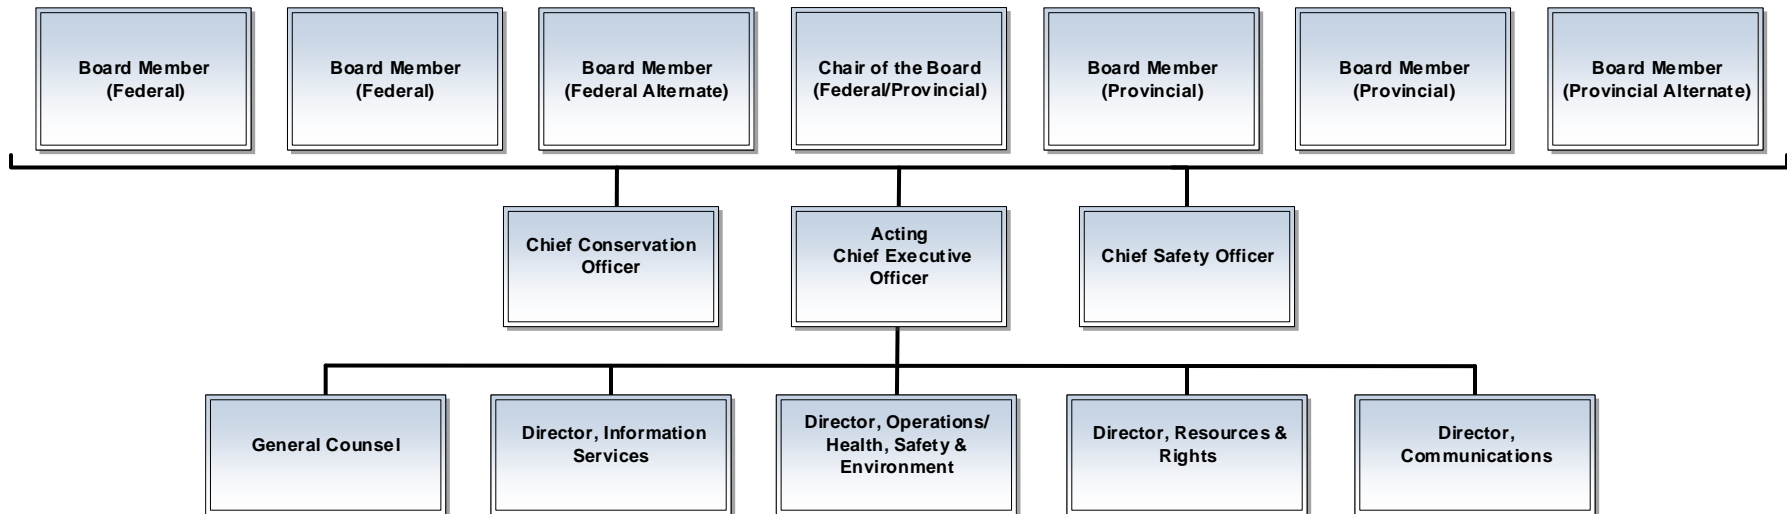 Board Member
(Federal)
Board Member
(Federal)
Board Member
(Federal Alternate)
Chair of the Board
(Federal/Provincial)
Board Member
(Provincial)
Board Member
(Provincial)
Board Member
(Provincial Alternate)
Chief Conservation
Officer
Acting
Chief Executive
Officer
Chief Safety Officer
General Counsel
Director, Information
Services
Director, Operations/
Health, Safety &
Environment
Director, Resources &
Rights
Director,
Communications